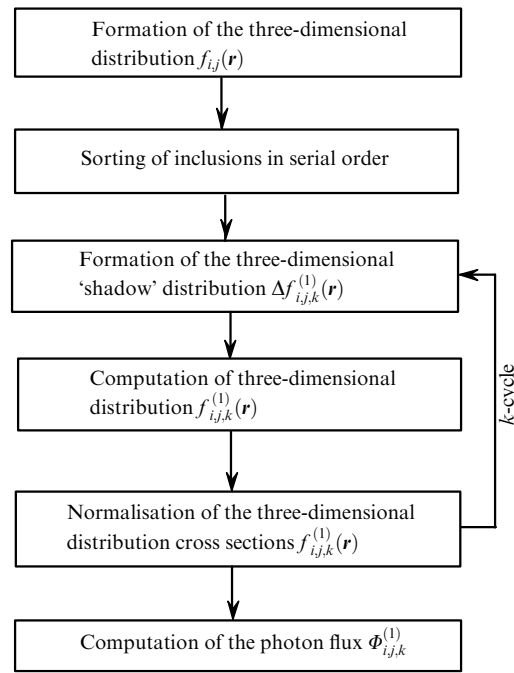 Formation of the three-dimensional
distribution f_{i,j}(r)
Sorting of inclusions in serial order
Formation of the three-dimensional
‘shadow’ distribution Δf^{(1)}_{i,j,k}(r)
Computation of three-dimensional
distribution f^{(1)}_{i,j,k}(r)
Normalisation of the three-dimensional
distribution cross sections f^{(1)}_{i,j,k}(r)
Computation of the photon flux Φ^{(1)}_{i,j,k}
k-cycle